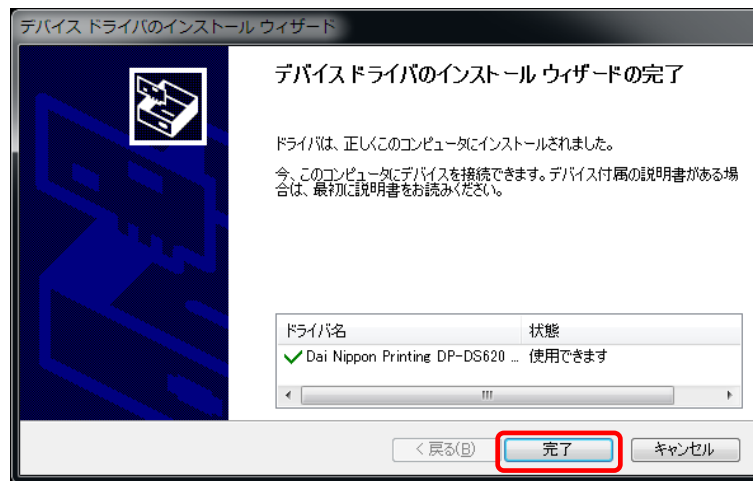 デバイス ドライバのインストール ウィザード
デバイス ドライバのインストール ウィザードの完了
ドライバは、正しくこのコンピュータにインストールされました。
今、このコンピュータにデバイスを接続できます。デバイス付属の説明書がある場
合は、最初に説明書をお読みください。
ドライバ名 状態
Dai Nippon Printing DP-DS620 ... 使用できます
< 戻る(B) 完了 キャンセル